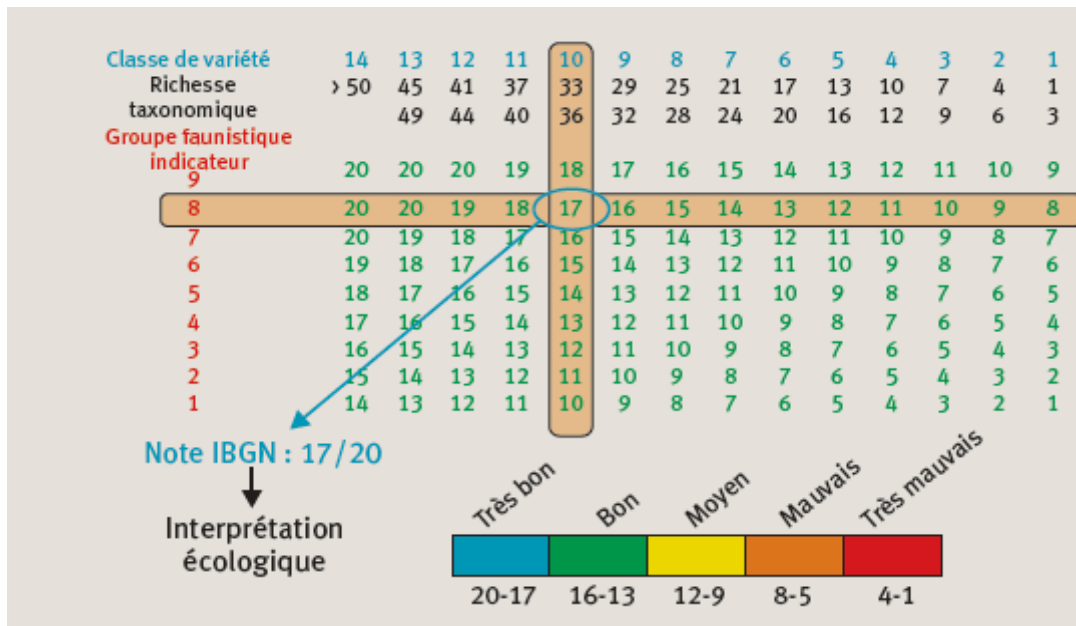 Classe de variété 14 13 12 11 10 9 8 7 6 5 4 3 2 1
Richesse > 50 45 41 37 33 29 25 21 17 13 10 7 4 1
taxonomique 49 44 40 36 32 28 24 20 16 12 9 6 3
Groupe faunistique
indicateur
9 20 20 20 19 18 17 16 15 14 13 12 11 10 9
8 20 20 19 18 17 16 15 14 13 12 11 10 9 8
7 20 19 18 17 16 15 14 13 12 11 10 9 8 7
6 19 18 17 16 15 14 13 12 11 10 9 8 7 6
5 18 17 16 15 14 13 12 11 10 9 8 7 6 5
4 17 16 15 14 13 12 11 10 9 8 7 6 5 4
3 16 15 14 13 12 11 10 9 8 7 6 5 4 3
2 15 14 13 12 11 10 9 8 7 6 5 4 3 2
1 14 13 12 11 10 9 8 7 6 5 4 3 2 1
Note IBGN : 17/20
Interprétation
écologique
Très bon Bon Moyen Mauvais Très mauvais
20-17 16-13 12-9 8-5 4-1